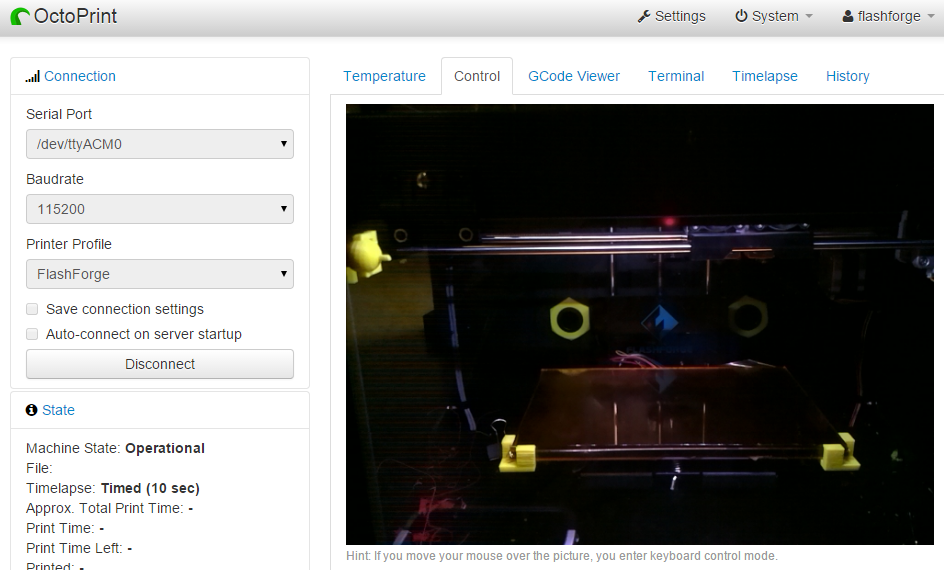 OctoPrint
Settings
System
flashforge
Connection
Serial Port
/dev/ttyACM0
Baudrate
115200
Printer Profile
FlashForge
Save connection settings
Auto-connect on server startup
Disconnect
State
Machine State: Operational
File:
Timelapse: Timed (10 sec)
Approx. Total Print Time: -
Print Time: -
Print Time Left: -
Printed: -
Temperature
Control
GCode Viewer
Terminal
Timelapse
History
Hint: If you move your mouse over the picture, you enter keyboard control mode.